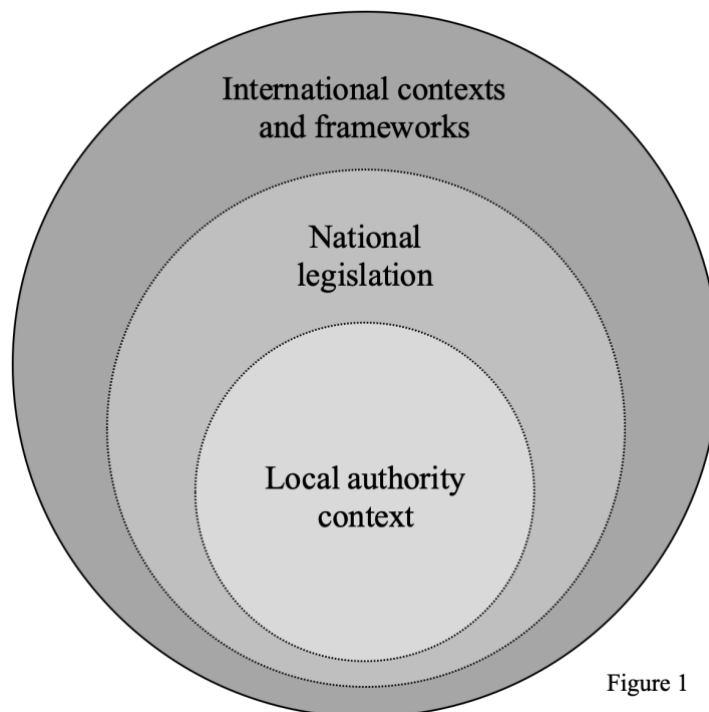 International contexts
and frameworks
National
legislation
Local authority
context
Figure 1